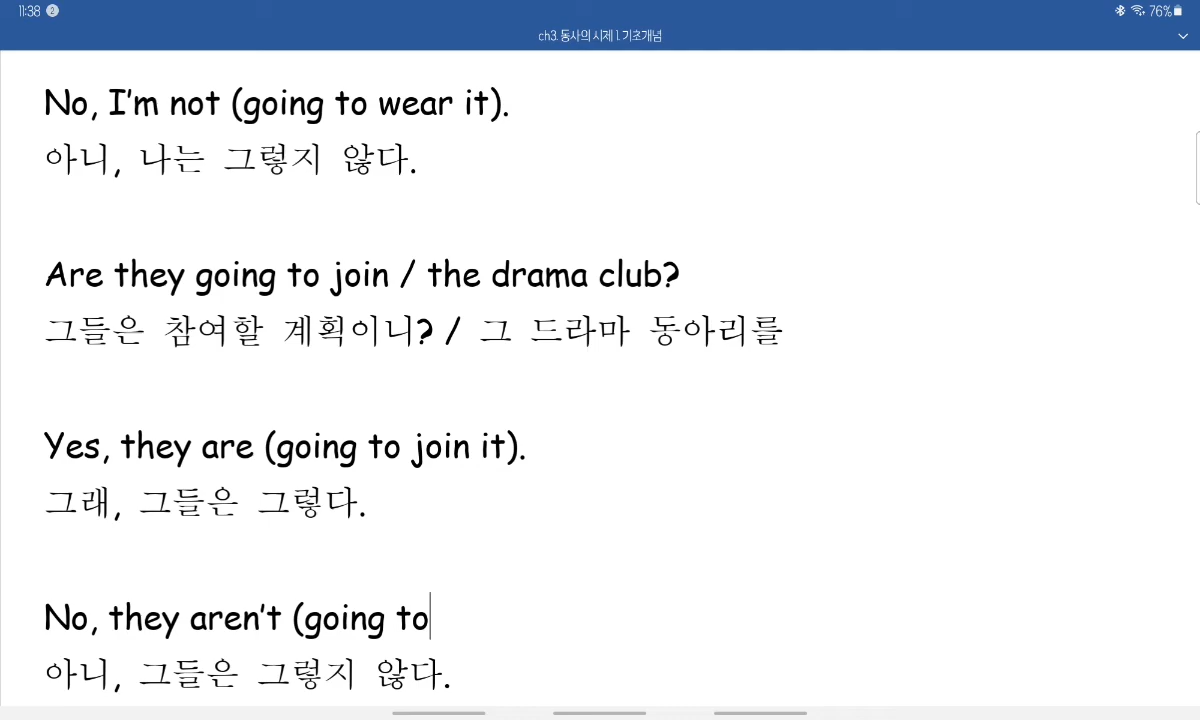 11:38 2 76%
ch3. 동사의 시제 1. 기초개념
No, I'm not (going to wear it).
아니, 나는 그렇지 않다.
Are they going to join / the drama club?
그들은 참여할 계획이니? / 그 드라마 동아리를
Yes, they are (going to join it).
그래, 그들은 그렇다.
No, they aren't (going to
아니, 그들은 그렇지 않다.